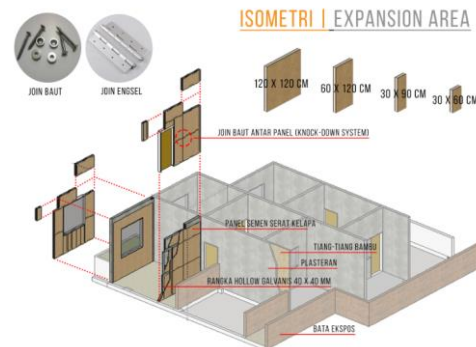 ISOMETRI | EXPANSION AREA
JOIN BAUT
JOIN ENGSEL
120 X 120 CM
60 X 120 CM
30 X 90 CM
30 X 60 CM
JOIN BAUT ANTAR PANEL (KNOCK-DOWN SYSTEM)
PANEL SEMEN SERAT KELAPA
TIANG-TIANG BAMBU
PLASTERAN
RANGKA HOLLOW GALVANIS 40 X 40 MM
BATA EKSPOS